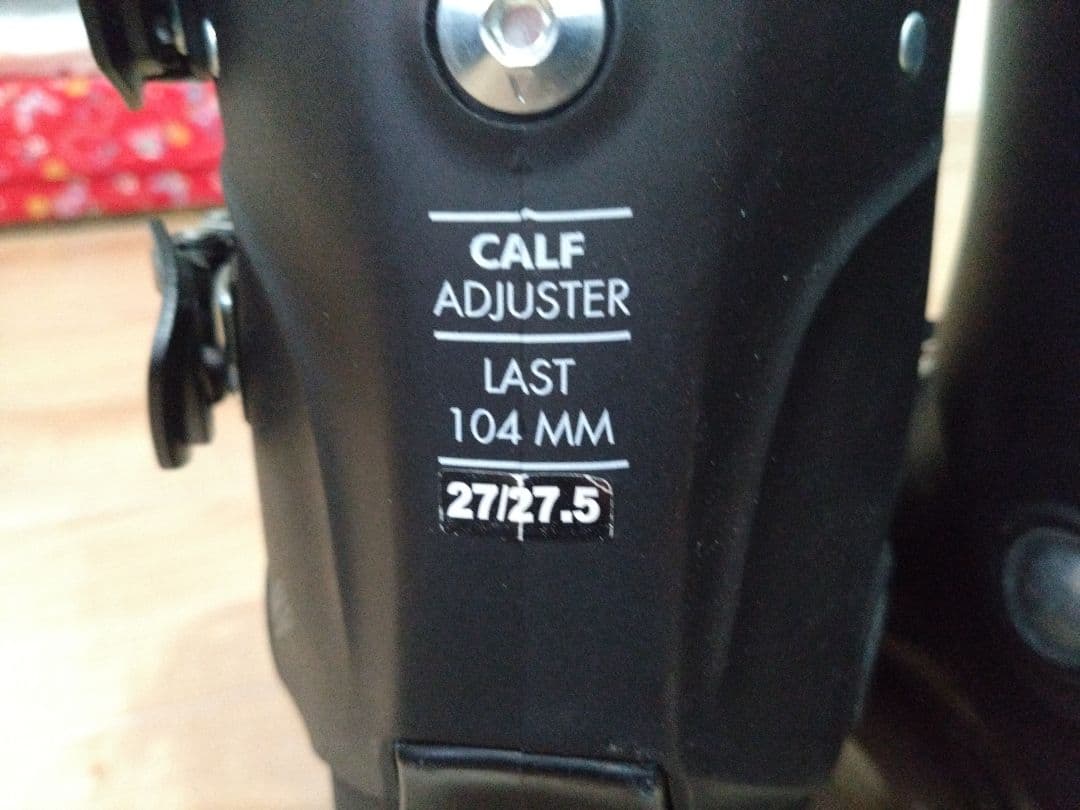 CALF
ADJUSTER
LAST
104 MM
27/27.5